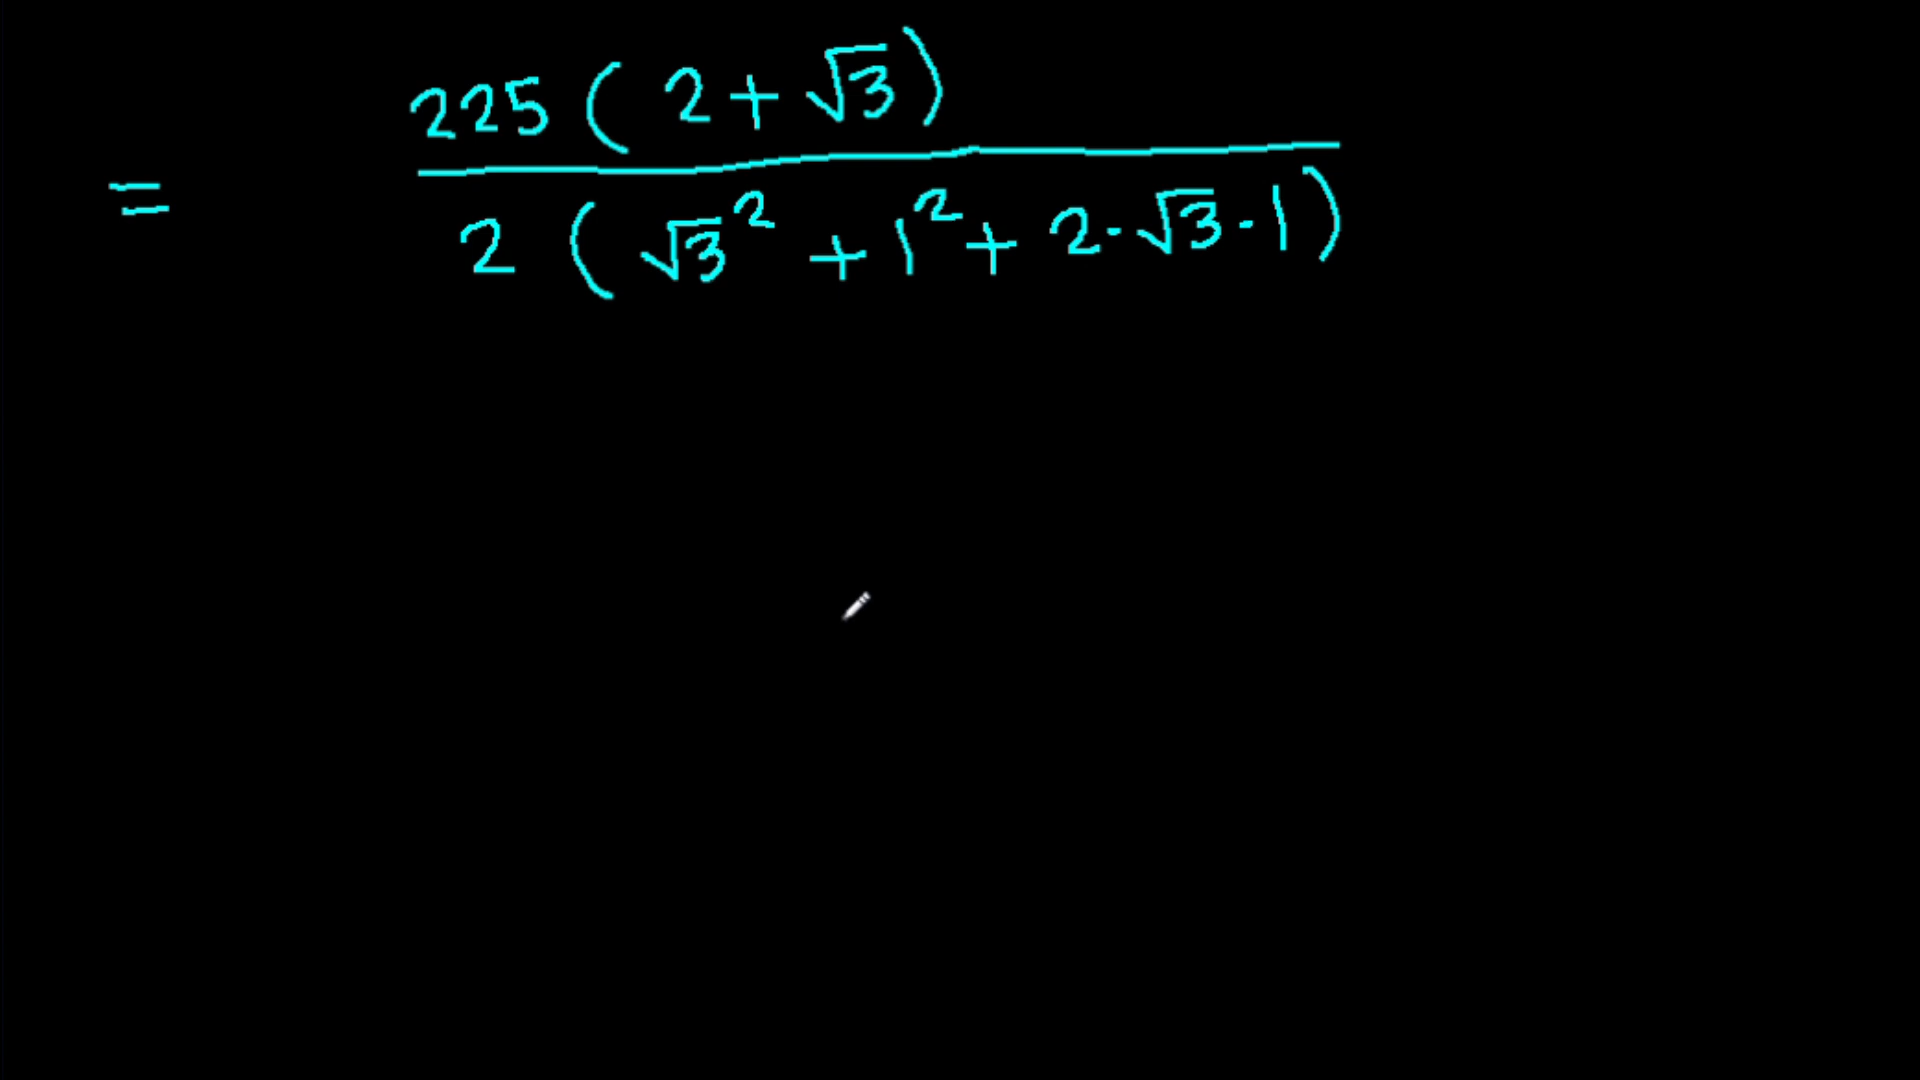 = 225 ( 2 + √3 ) / 2 ( √3² + 1² + 2 · √3 · 1 )